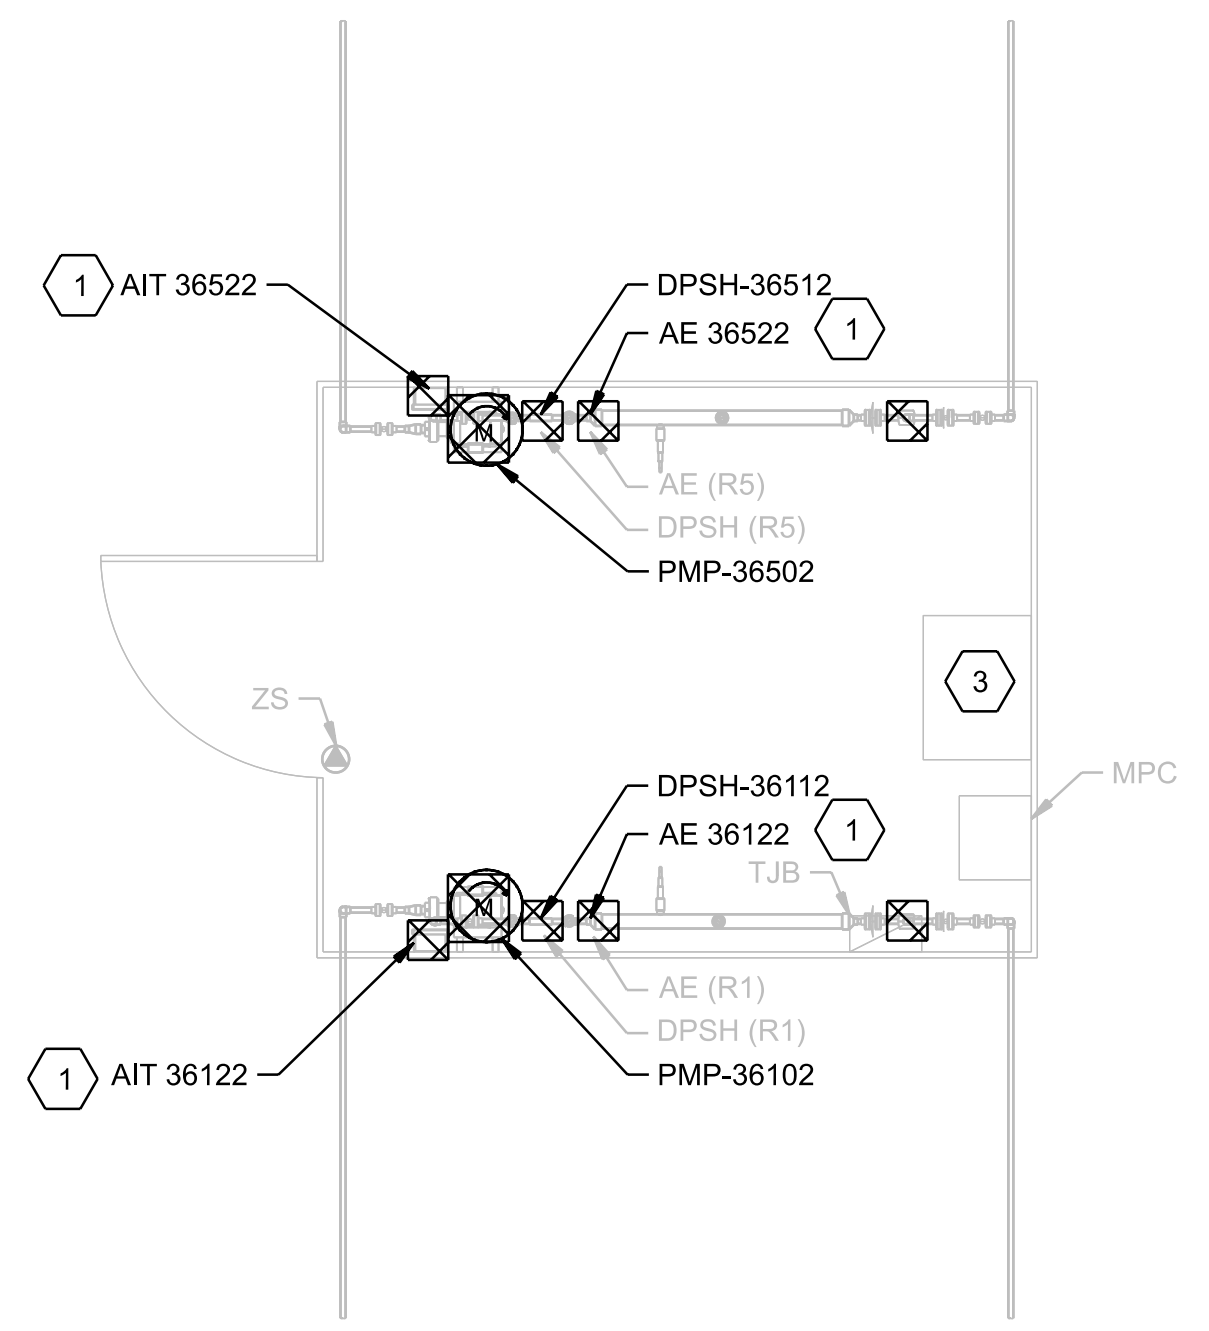 1 AIT 36522
DPSH-36512
AE 36522 1
M
AE (R5)
DPSH (R5)
PMP-36502
3
ZS
MPC
DPSH-36112
AE 36122 1
TJB
M
AE (R1)
DPSH (R1)
PMP-36102
1 AIT 36122